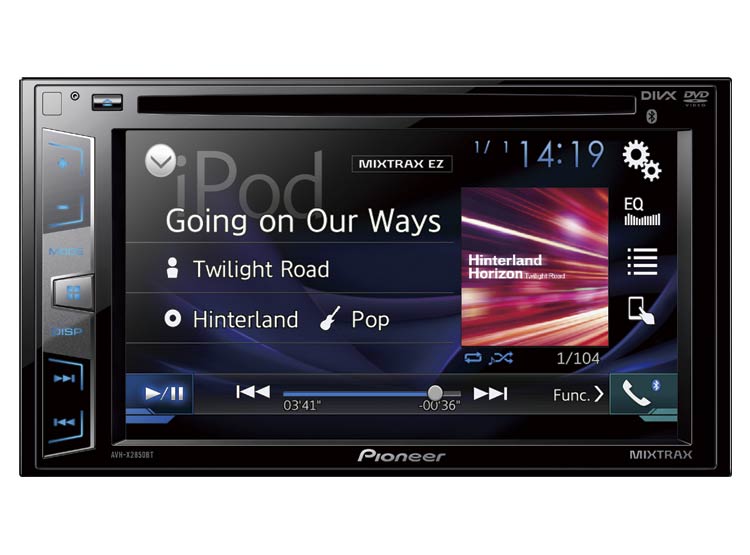 DIVX DVD
VIDEO
iPod
MIXTRAX EZ
1/ 1 14:19
Going on Our Ways
EQ
Twilight Road
Hinterland
Horizon Twilight Road
Hinterland Pop
1/104
MODE
DISP
03'41"
-00'36"
Func.
AVH-X2850BT
Pioneer
MIXTRAX